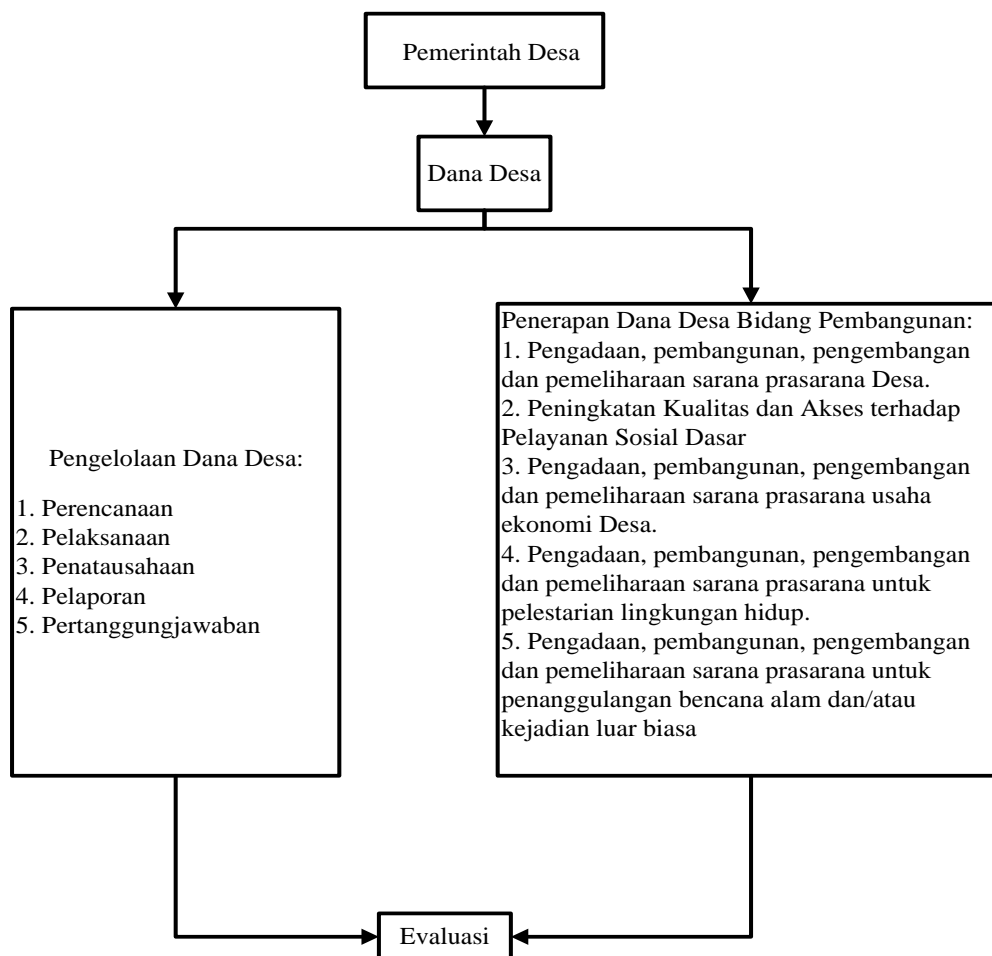 Pemerintah Desa
Dana Desa
Pengelolaan Dana Desa:
1. Perencanaan
2. Pelaksanaan
3. Penatausahaan
4. Pelaporan
5. Pertanggungjawaban
Penerapan Dana Desa Bidang Pembangunan:
1. Pengadaan, pembangunan, pengembangan
dan pemeliharaan sarana prasarana Desa.
2. Peningkatan Kualitas dan Akses terhadap
Pelayanan Sosial Dasar
3. Pengadaan, pembangunan, pengembangan
dan pemeliharaan sarana prasarana usaha
ekonomi Desa.
4. Pengadaan, pembangunan, pengembangan
dan pemeliharaan sarana prasarana untuk
pelestarian lingkungan hidup.
5. Pengadaan, pembangunan, pengembangan
dan pemeliharaan sarana prasarana untuk
penanggulangan bencana alam dan/atau
kejadian luar biasa
Evaluasi